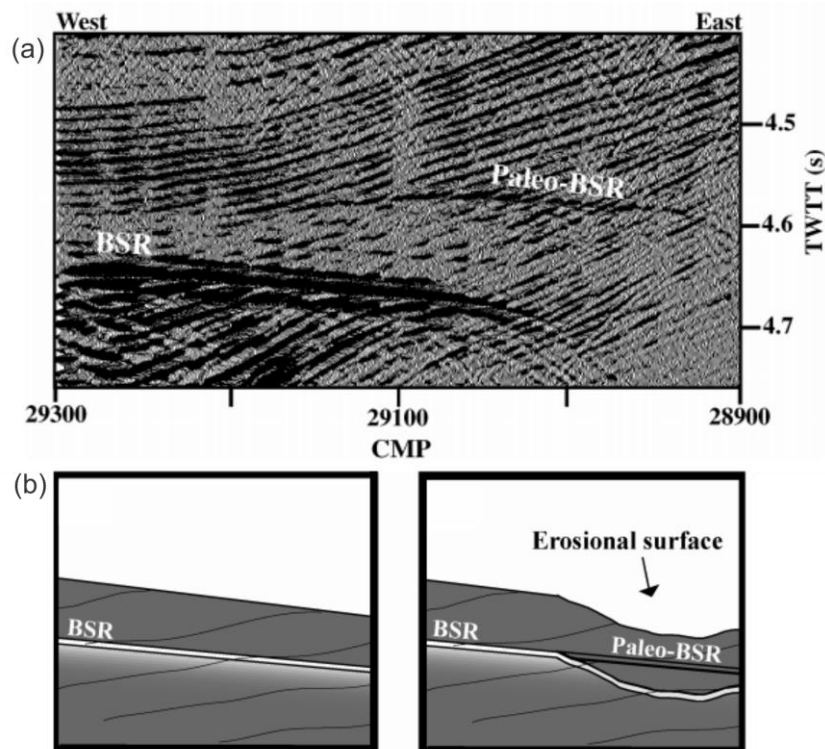 West East
(a)
4.5
Paleo-BSR
4.6
BSR
TWTT (s)
4.7
29300 29100 28900
CMP
(b)
Erosional surface
BSR BSR Paleo-BSR